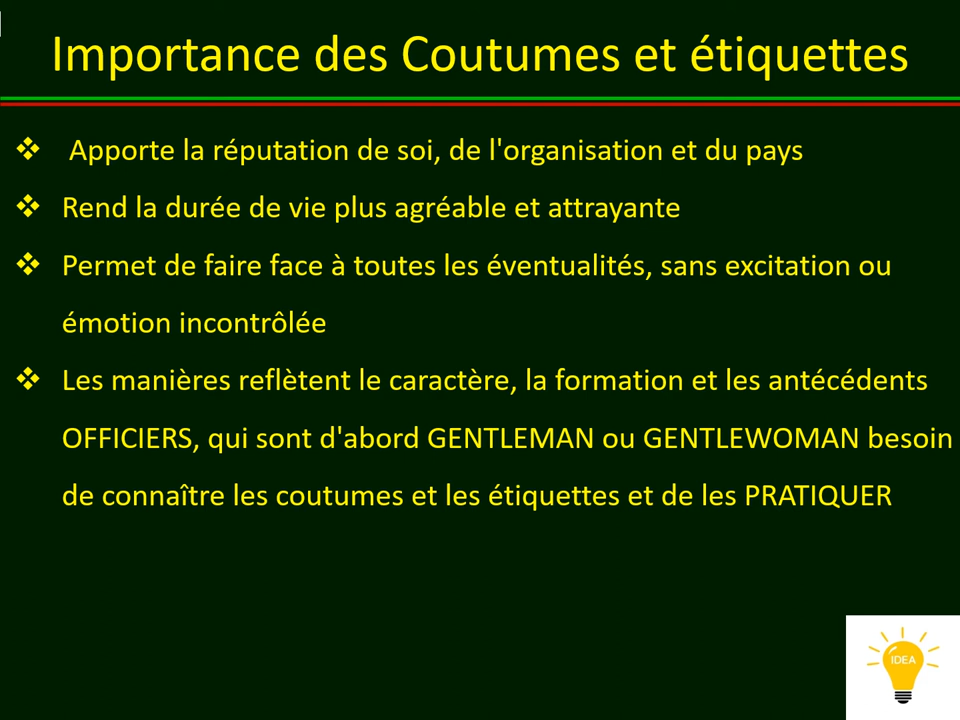 Importance des Coutumes et étiquettes
❖ Apporte la réputation de soi, de l'organisation et du pays
❖ Rend la durée de vie plus agréable et attrayante
❖ Permet de faire face à toutes les éventualités, sans excitation ou
émotion incontrôlée
❖ Les manières reflètent le caractère, la formation et les antécédents
OFFICIERS, qui sont d'abord GENTLEMAN ou GENTLEWOMAN besoin
de connaître les coutumes et les étiquettes et de les PRATIQUER
IDEA